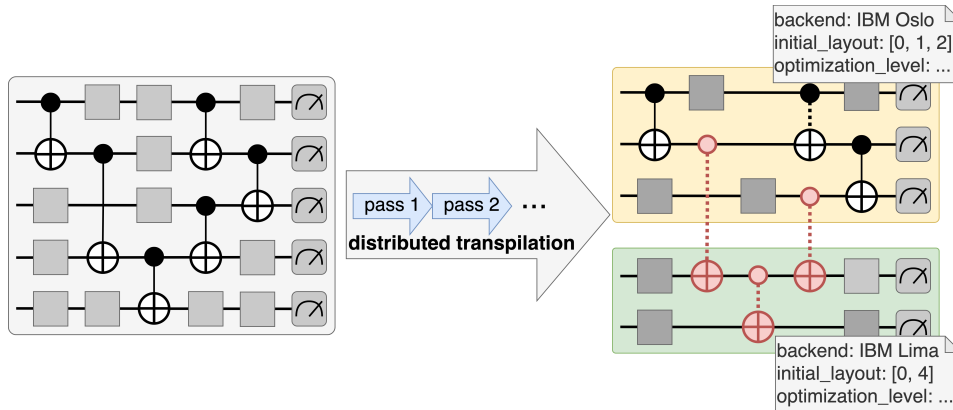 backend: IBM Oslo
initial_layout: [0, 1, 2]
optimization_level: ...
pass 1
pass 2
...
distributed transpilation
backend: IBM Lima
initial_layout: [0, 4]
optimization_level: ...